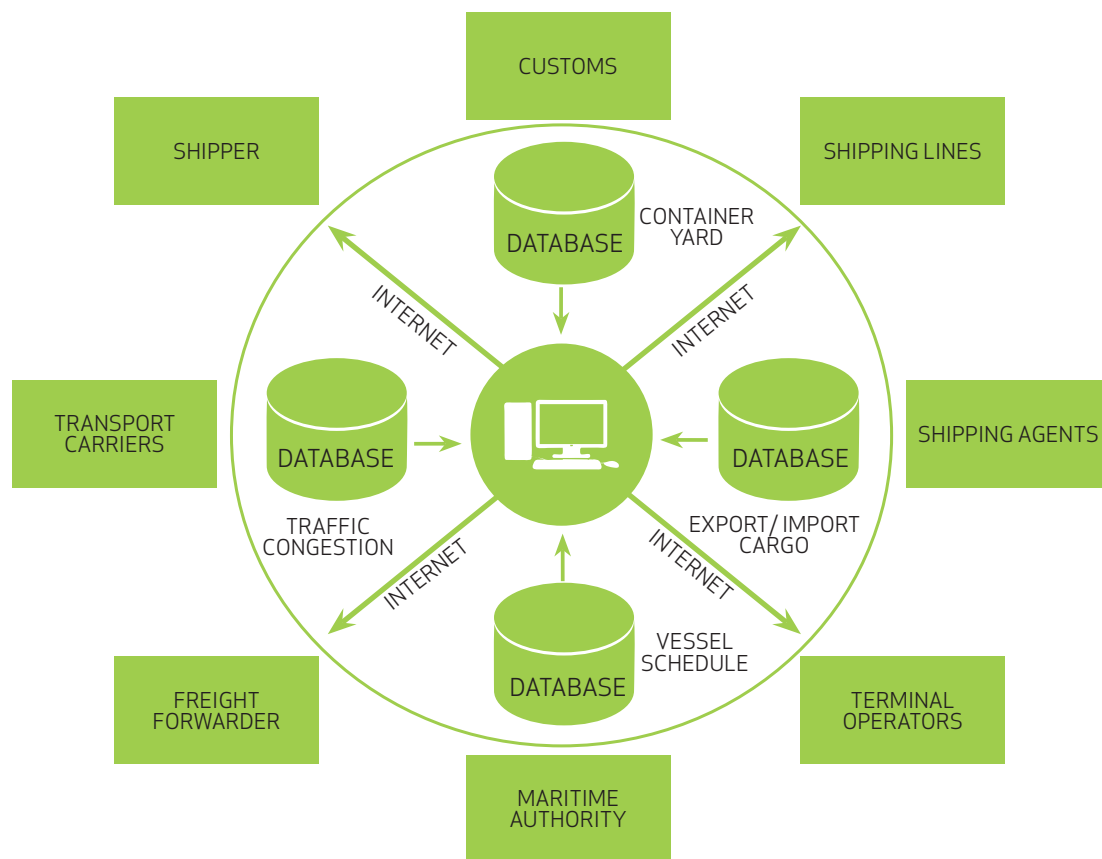 CUSTOMS
SHIPPER
SHIPPING LINES
DATABASE
CONTAINER
YARD
INTERNET
INTERNET
TRANSPORT
CARRIERS
DATABASE
TRAFFIC
CONGESTION
DATABASE
EXPORT/ IMPORT
CARGO
SHIPPING AGENTS
INTERNET
INTERNET
DATABASE
VESSEL
SCHEDULE
FREIGHT
FORWARDER
TERMINAL
OPERATORS
MARITIME
AUTHORITY